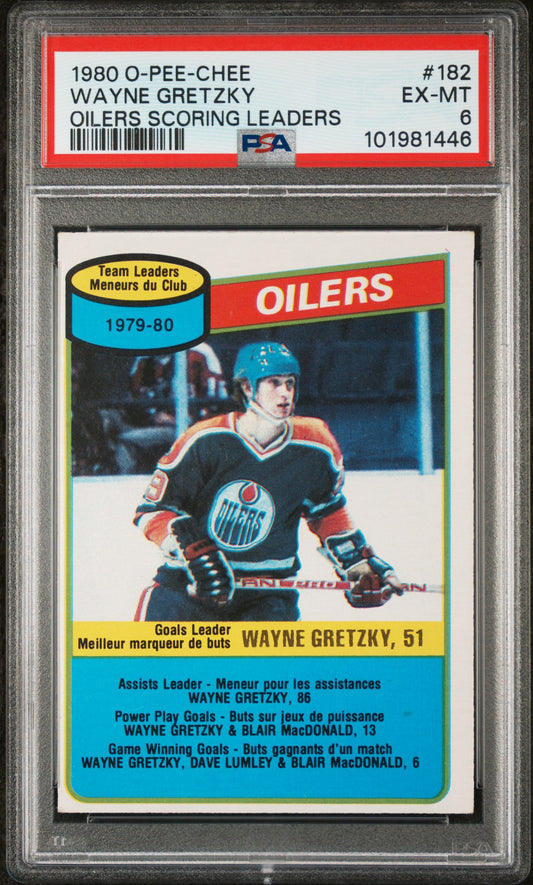 1980 O-PEE-CHEE #182
WAYNE GRETZKY EX-MT
OILERS SCORING LEADERS 6
PSA 101981446
Team Leaders
Meneurs du Club
1979-80
OILERS
OILERS
Goals Leader
Meilleur marqueur de buts
WAYNE GRETZKY, 51
Assists Leader - Meneur pour les assistances
WAYNE GRETZKY, 86
Power Play Goals - Buts sur jeux de puissance
WAYNE GRETZKY & BLAIR MacDONALD, 13
Game Winning Goals - Buts gagnants d'un match
WAYNE GRETZKY, DAVE LUMLEY & BLAIR MacDONALD, 6
PSA